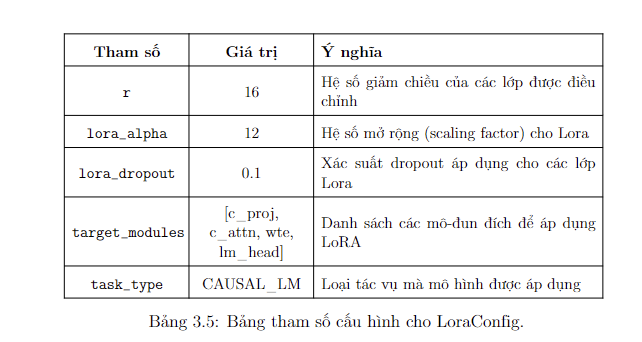 Tham số Giá trị Ý nghĩa
r 16 Hệ số giảm chiều của các lớp được điều
chỉnh
lora_alpha 12 Hệ số mở rộng (scaling factor) cho Lora
lora_dropout 0.1 Xác suất dropout áp dụng cho các lớp
Lora
target_modules [c_proj,
c_attn, wte,
lm_head]
Danh sách các mô-đun đích để áp dụng
LoRA
task_type CAUSAL_LM Loại tác vụ mà mô hình được áp dụng
Bảng 3.5: Bảng tham số cấu hình cho LoraConfig.